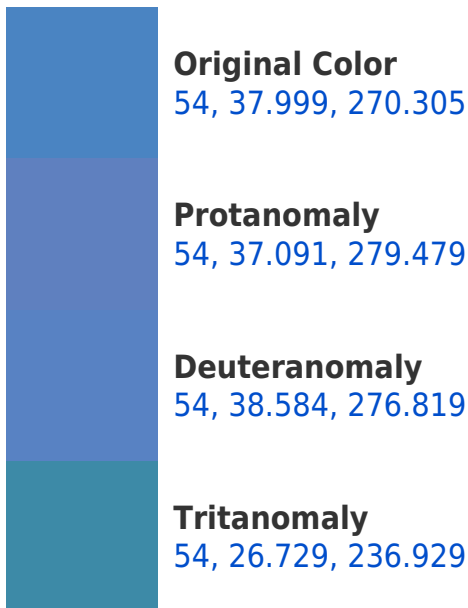 Original Color
54, 37.999, 270.305
Protanomaly
54, 37.091, 279.479
Deuteranomaly
54, 38.584, 276.819
Tritanomaly
54, 26.729, 236.929